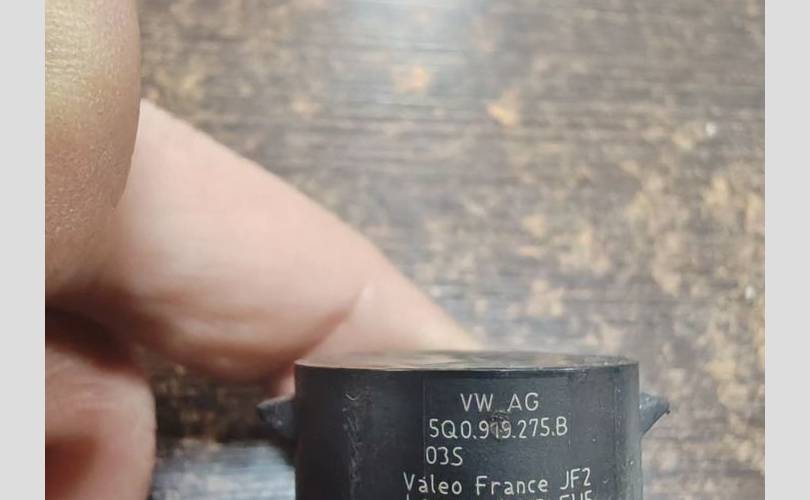 VW AG
5Q0.919.275.B
03S
Valeo France JF2